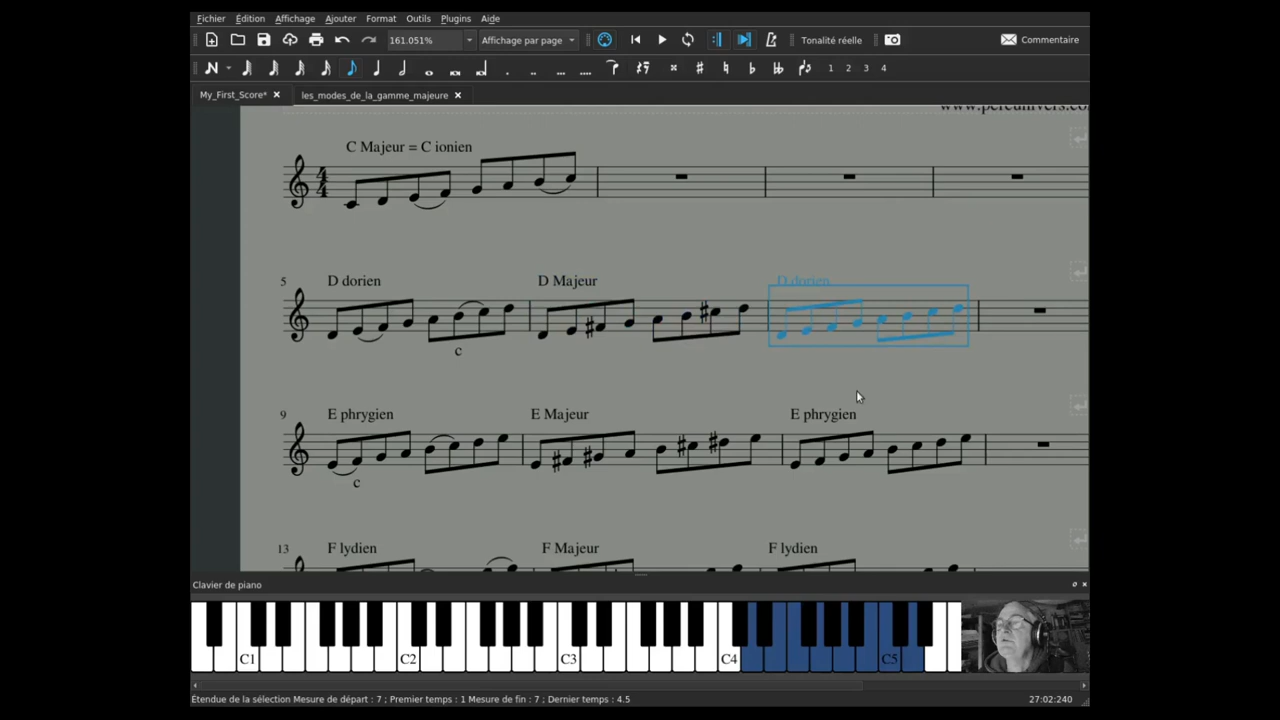 Fichier Édition Affichage Ajouter Format Outils Plugins Aide
161.051% Affichage par page Tonalité réelle Commentaire
1 2 3 4
My_First_Score* les_modes_de_la_gamme_majeure
C Majeur = C ionien
5 D dorien D Majeur D dorien
c
9 E phrygien E Majeur E phrygien
c
13 F lydien F Majeur F lydien
Clavier de piano
C1 C2 C3 C4 C5
Étendue de la sélection Mesure de départ : 7 ; Premier temps : 1 Mesure de fin : 7 ; Dernier temps : 4.5 27:02:240